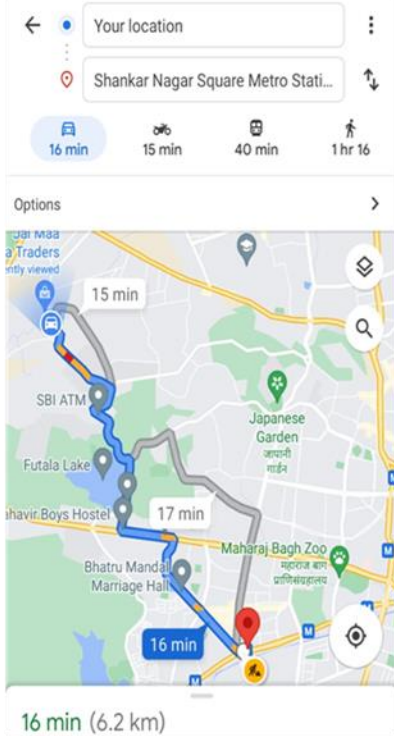 Your location
Shankar Nagar Square Metro Stati...
16 min
15 min
40 min
1 hr 16
Options
Jai Maa
a Traders
ently viewed
15 min
SBI ATM
Japanese
Garden
जापानी
गार्डन
Futala Lake
ahavir Boys Hostel
17 min
Maharaj Bagh Zoo
महाराज बाग
प्राणिसंग्रहालय
Bhatru Mandal
Marriage Hall
M
M
M
16 min
16 min (6.2 km)